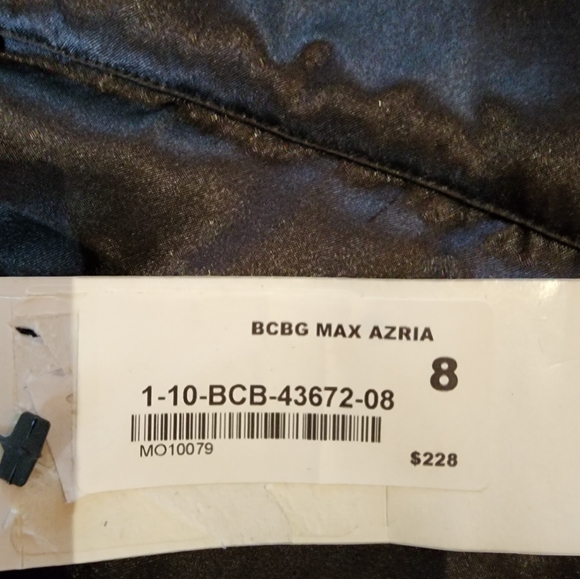 BCBG MAX AZRIA
8
1-10-BCB-43672-08
MO10079
$228